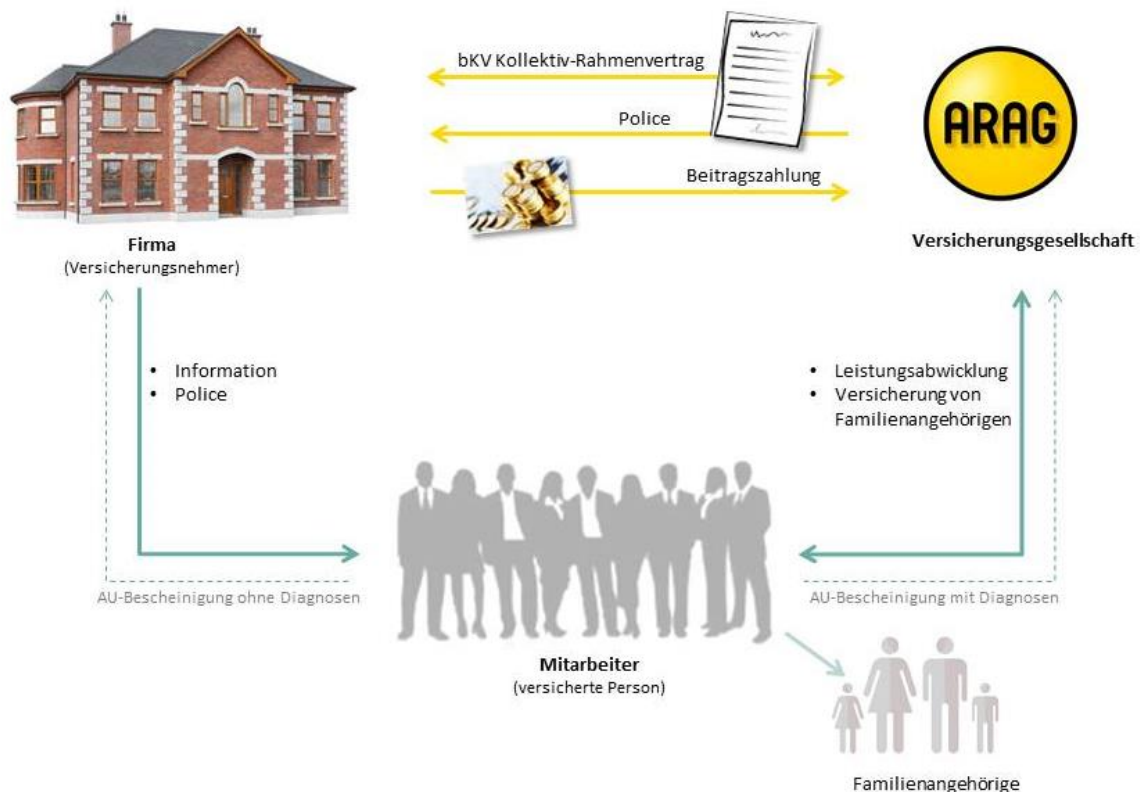 bKV Kollektiv-Rahmenvertrag
Police
Beitragszahlung
ARAG
Firma
(Versicherungsnehmer)
Versicherungsgesellschaft
• Information
• Police
• Leistungsabwicklung
• Versicherung von
Familienangehörigen
AU-Bescheinigung ohne Diagnosen
AU-Bescheinigung mit Diagnosen
Mitarbeiter
(versicherte Person)
Familienangehörige